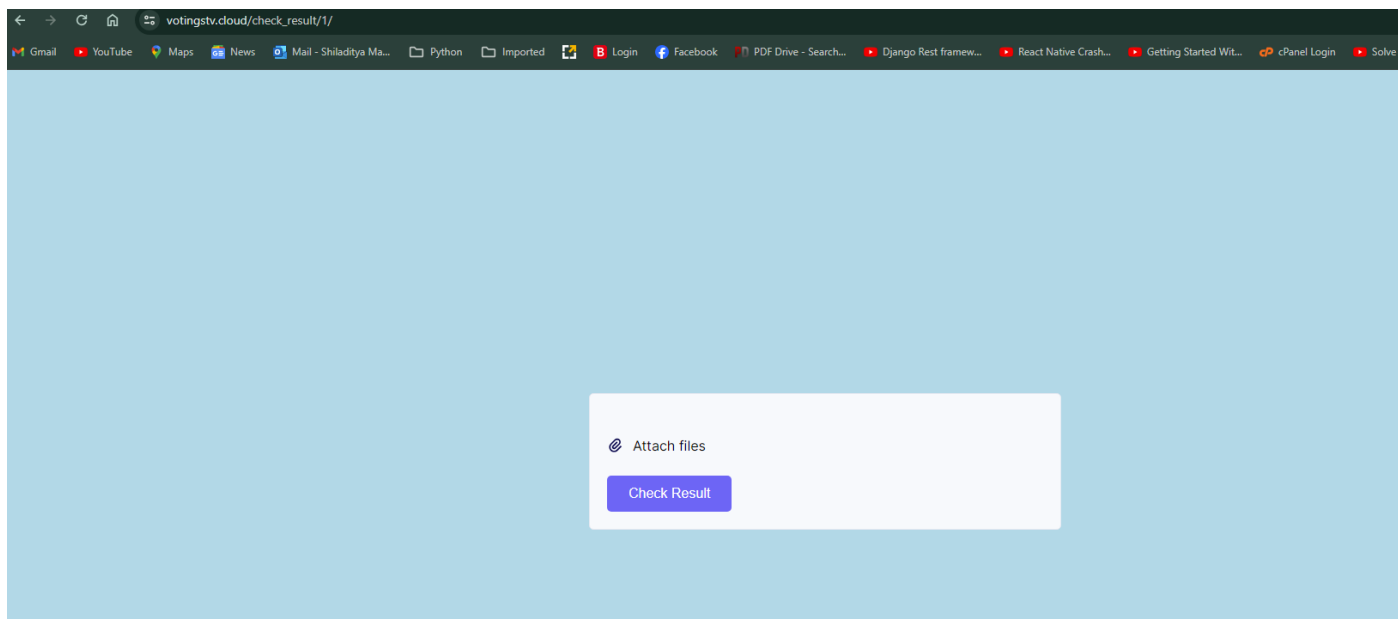 votingstv.cloud/check_result/1/
Gmail YouTube Maps News Mail - Shiladitya Ma... Python Imported Login Facebook PDF Drive - Search... Django Rest framew... React Native Crash... Getting Started Wit... cPanel Login Solve
Attach files
Check Result